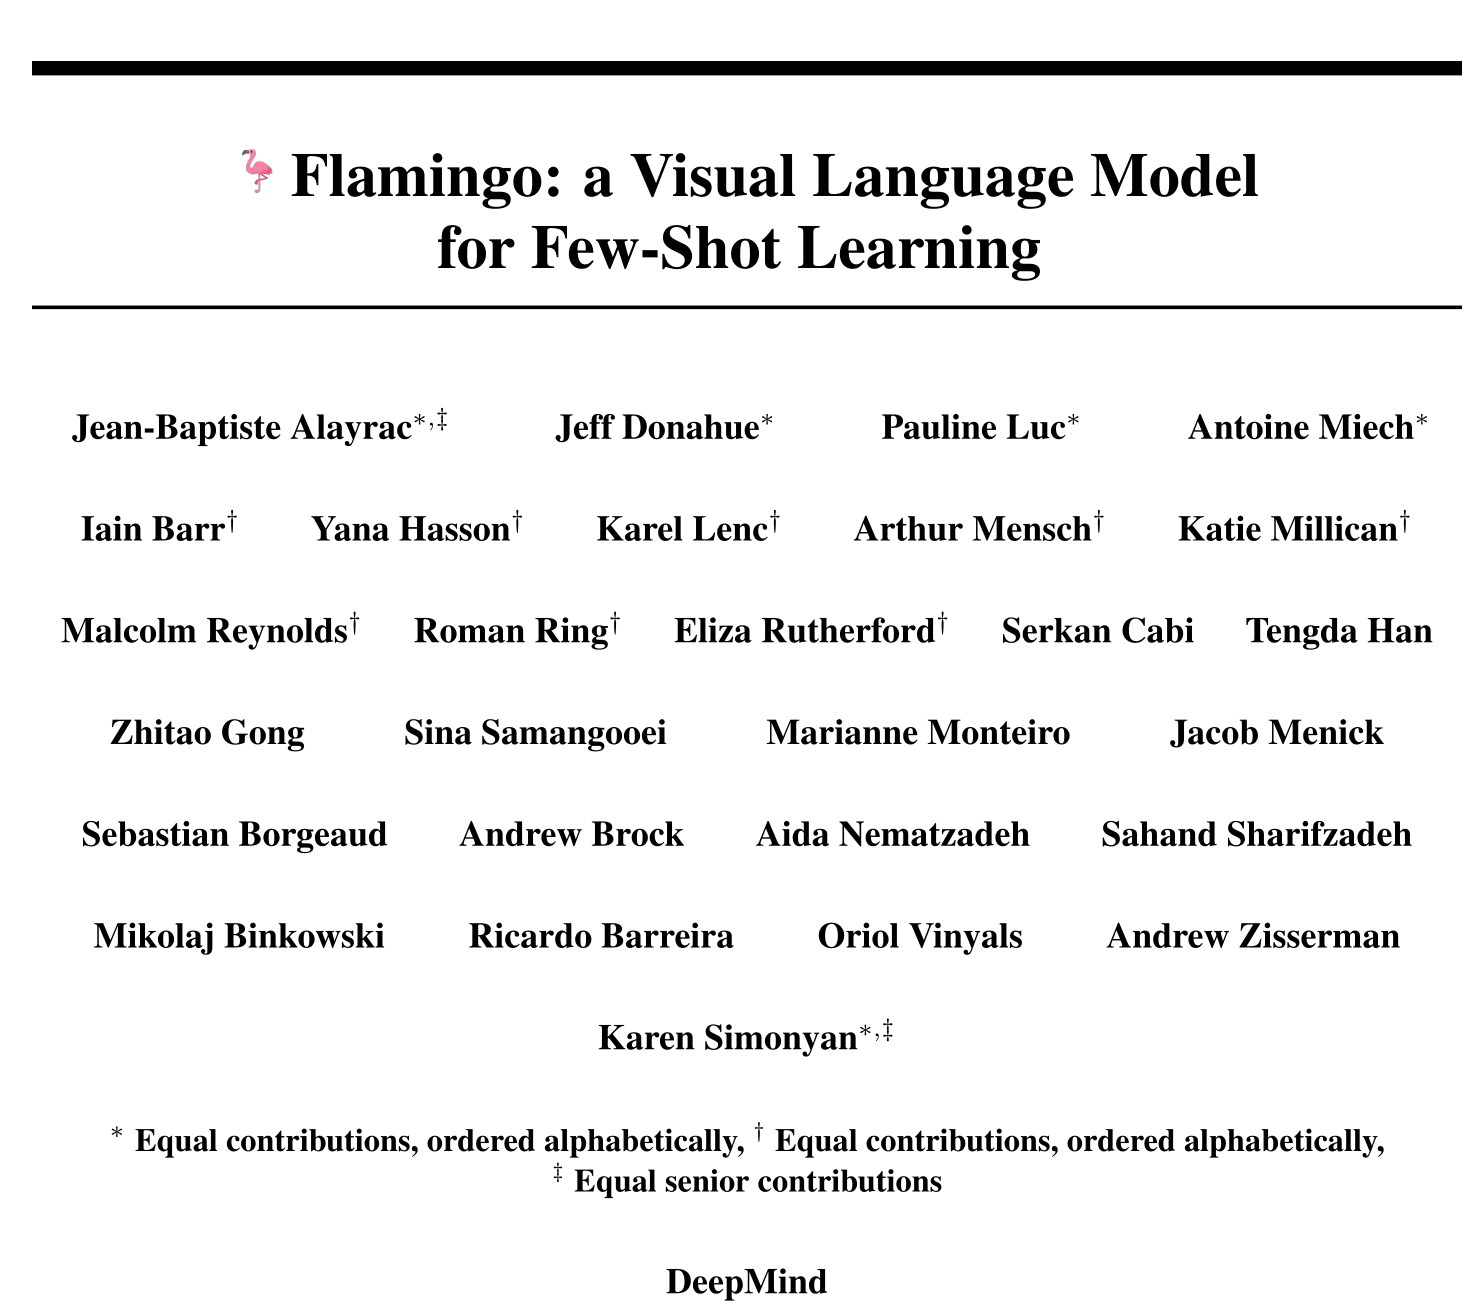 Flamingo: a Visual Language Model
for Few-Shot Learning
Jean-Baptiste Alayrac*,‡ Jeff Donahue* Pauline Luc* Antoine Miech*
Iain Barr† Yana Hasson† Karel Lenc† Arthur Mensch† Katie Millican†
Malcolm Reynolds† Roman Ring† Eliza Rutherford† Serkan Cabi Tengda Han
Zhitao Gong Sina Samangooei Marianne Monteiro Jacob Menick
Sebastian Borgeaud Andrew Brock Aida Nematzadeh Sahand Sharifzadeh
Mikolaj Binkowski Ricardo Barreira Oriol Vinyals Andrew Zisserman
Karen Simonyan*,‡
* Equal contributions, ordered alphabetically, † Equal contributions, ordered alphabetically,
‡ Equal senior contributions
DeepMind